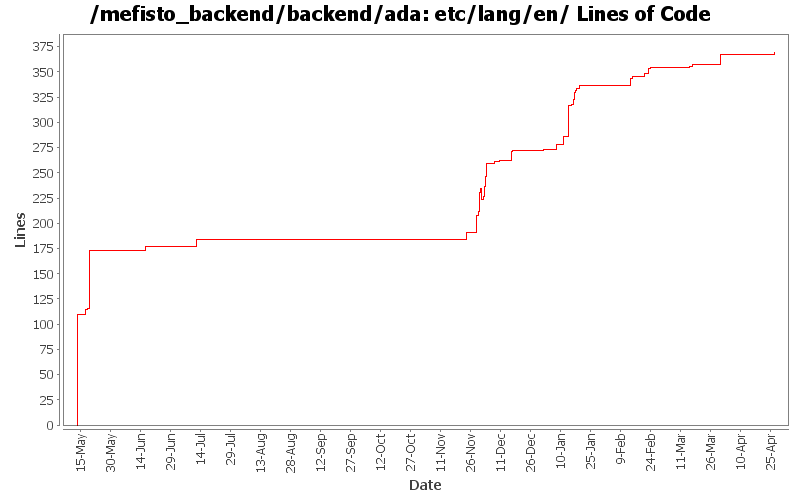 /mefisto_backend/backend/ada: etc/lang/en/ Lines of Code
375
350
325
300
275
250
225
200
175
150
125
100
75
50
25
0
Lines
15-May
30-May
14-Jun
29-Jun
14-Jul
29-Jul
13-Aug
28-Aug
12-Sep
27-Sep
12-Oct
27-Oct
11-Nov
26-Nov
11-Dec
26-Dec
10-Jan
25-Jan
9-Feb
24-Feb
11-Mar
26-Mar
10-Apr
25-Apr
Date